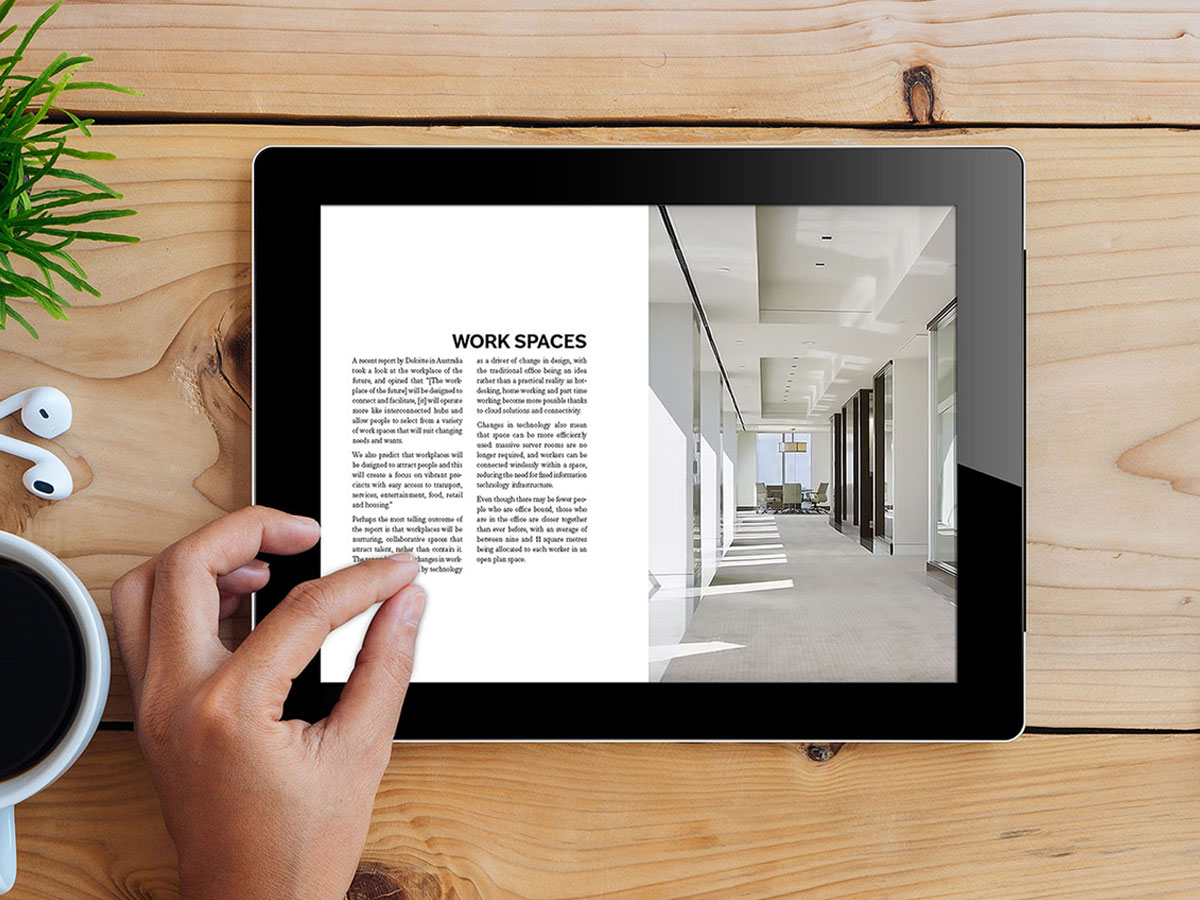 WORK SPACES
A recent report by Deloitte in Australia
took a look at the workplace of the
future, and opined that "[The work-
place of the future] will be designed to
connect and facilitate, [it] will operate
more like interconnected hubs and
allow people to select from a variety
of work spaces that will suit changing
needs and wants.
We also predict that workplaces will
be designed to attract people and this
will create a focus on vibrant pre-
cincts with easy access to transport,
services, entertainment, food, retail
and housing."
Perhaps the most telling outcome of
the report is that workplaces will be
nurturing, collaborative spaces that
attract talent, rather than contain it.
The changes in work-
by technology
as a driver of change in design, with
the traditional office being an idea
rather than a practical reality as hot-
desking, home working and part time
working become more possible thanks
to cloud solutions and connectivity.
Changes in technology also mean
that space can be more efficiently
used: massive server rooms are no
longer required, and workers can be
connected wirelessly within a space,
reducing the need for fixed information
technology infrastructure.
Even though there may be fewer peo-
ple who are office bound, those who
are in the office are closer together
than ever before, with an average of
between nine and 11 square metres
being allocated to each worker in an
open plan space.